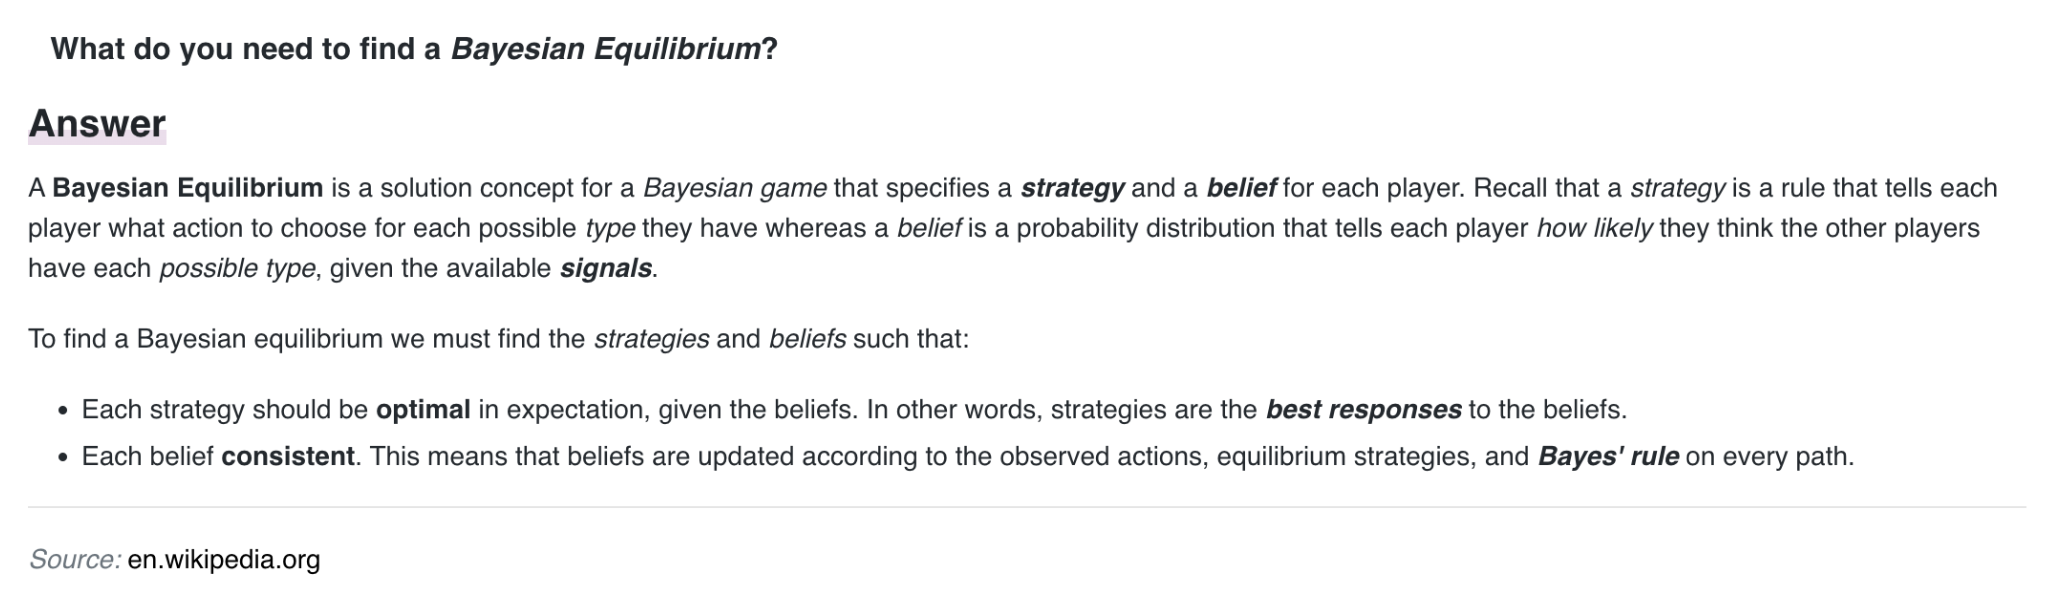 What do you need to find a Bayesian Equilibrium?
Answer
A Bayesian Equilibrium is a solution concept for a Bayesian game that specifies a strategy and a belief for each player. Recall that a strategy is a rule that tells each
player what action to choose for each possible type they have whereas a belief is a probability distribution that tells each player how likely they think the other players
have each possible type, given the available signals.
To find a Bayesian equilibrium we must find the strategies and beliefs such that:
• Each strategy should be optimal in expectation, given the beliefs. In other words, strategies are the best responses to the beliefs.
• Each belief consistent. This means that beliefs are updated according to the observed actions, equilibrium strategies, and Bayes' rule on every path.
Source: en.wikipedia.org